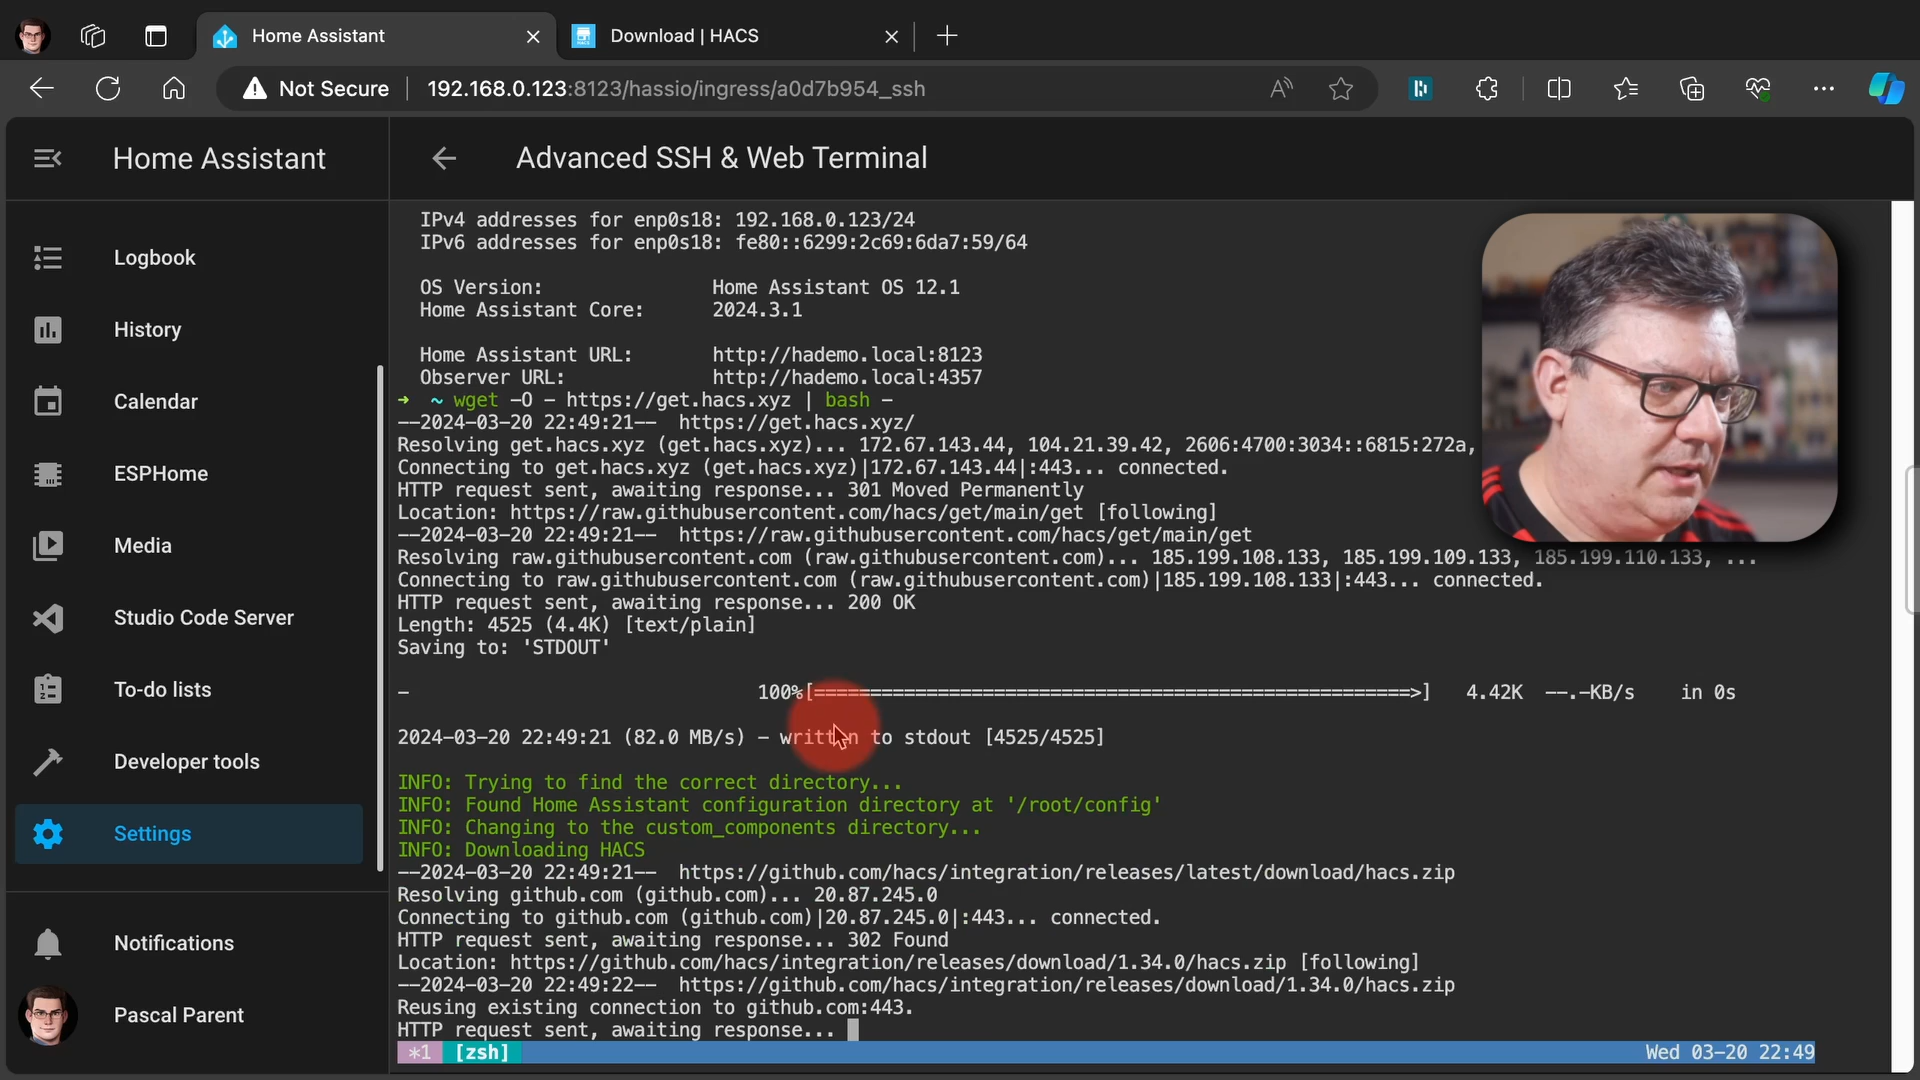 Home Assistant
Download | HACS
Not Secure
192.168.0.123:8123/hassio/ingress/a0d7b954_ssh
Home Assistant
Advanced SSH & Web Terminal
Logbook
History
Calendar
ESPHome
Media
Studio Code Server
To-do lists
Developer tools
Settings
Notifications
Pascal Parent
IPv4 addresses for enp0s18: 192.168.0.123/24
IPv6 addresses for enp0s18: fe80::6299:2c69:6da7:59/64
OS Version: Home Assistant OS 12.1
Home Assistant Core: 2024.3.1
Home Assistant URL: http://hademo.local:8123
Observer URL: http://hademo.local:4357
➜ ~ wget -O - https://get.hacs.xyz | bash -
--2024-03-20 22:49:21-- https://get.hacs.xyz/
Resolving get.hacs.xyz (get.hacs.xyz)... 172.67.143.44, 104.21.39.42, 2606:4700:3034::6815:272a,
Connecting to get.hacs.xyz (get.hacs.xyz)|172.67.143.44|:443... connected.
HTTP request sent, awaiting response... 301 Moved Permanently
Location: https://raw.githubusercontent.com/hacs/get/main/get [following]
--2024-03-20 22:49:21-- https://raw.githubusercontent.com/hacs/get/main/get
Resolving raw.githubusercontent.com (raw.githubusercontent.com)... 185.199.108.133, 185.199.109.133, 185.199.110.133, ...
Connecting to raw.githubusercontent.com (raw.githubusercontent.com)|185.199.108.133|:443... connected.
HTTP request sent, awaiting response... 200 OK
Length: 4525 (4.4K) [text/plain]
Saving to: 'STDOUT'
- 100%[=====================================================>] 4.42K --.-KB/s in 0s
2024-03-20 22:49:21 (82.0 MB/s) - written to stdout [4525/4525]
INFO: Trying to find the correct directory...
INFO: Found Home Assistant configuration directory at '/root/config'
INFO: Changing to the custom_components directory...
INFO: Downloading HACS
--2024-03-20 22:49:21-- https://github.com/hacs/integration/releases/latest/download/hacs.zip
Resolving github.com (github.com)... 20.87.245.0
Connecting to github.com (github.com)|20.87.245.0|:443... connected.
HTTP request sent, awaiting response... 302 Found
Location: https://github.com/hacs/integration/releases/download/1.34.0/hacs.zip [following]
--2024-03-20 22:49:22-- https://github.com/hacs/integration/releases/download/1.34.0/hacs.zip
Reusing existing connection to github.com:443.
HTTP request sent, awaiting response...
*1 [zsh] Wed 03-20 22:49